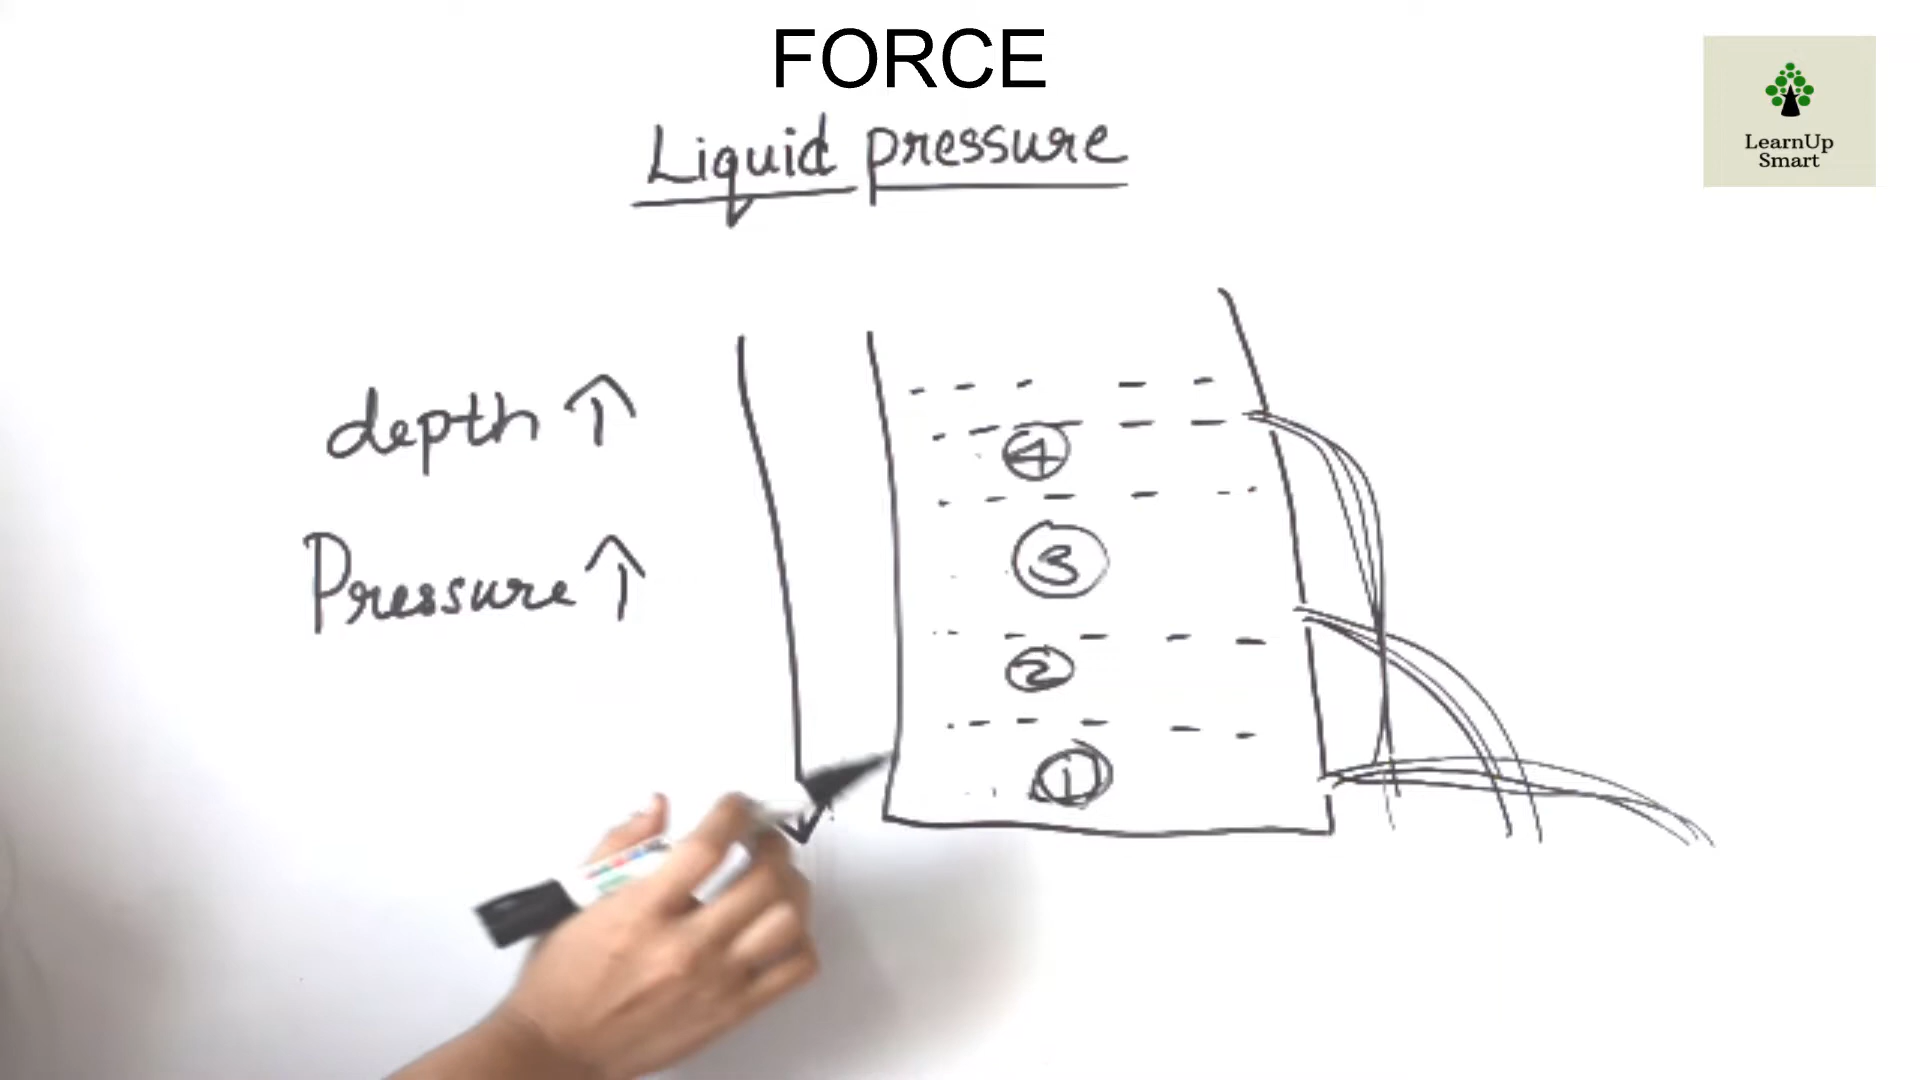 FORCE
LearnUp
Smart
Liquid pressure
depth ↑
Pressure ↑
4
3
2
1